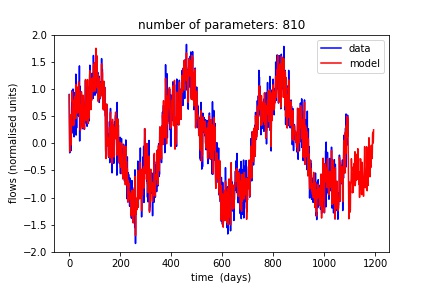 number of parameters: 810
2.0
1.5
1.0
0.5
0.0
−0.5
−1.0
−1.5
−2.0
flows (normalised units)
data
model
0 200 400 600 800 1000 1200
time (days)